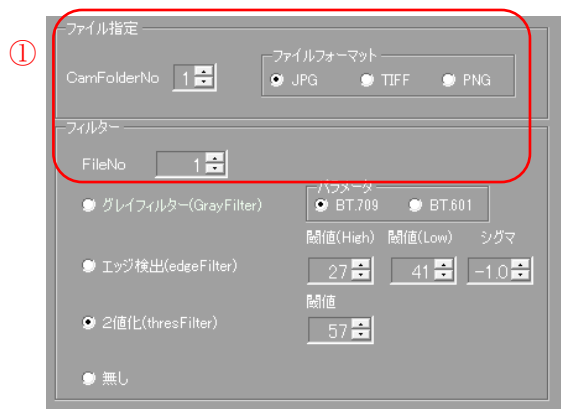 ①
ファイル指定
CamFolderNo 1
ファイルフォーマット
JPG TIFF PNG
フィルター
FileNo 1
グレイフィルター(GrayFilter)
パラメータ
BT.709 BT.601
閾値(High) 閾値(Low) シグマ
エッジ検出(edgeFilter) 27 41 -1.0
閾値
2値化(thresFilter) 57
無し